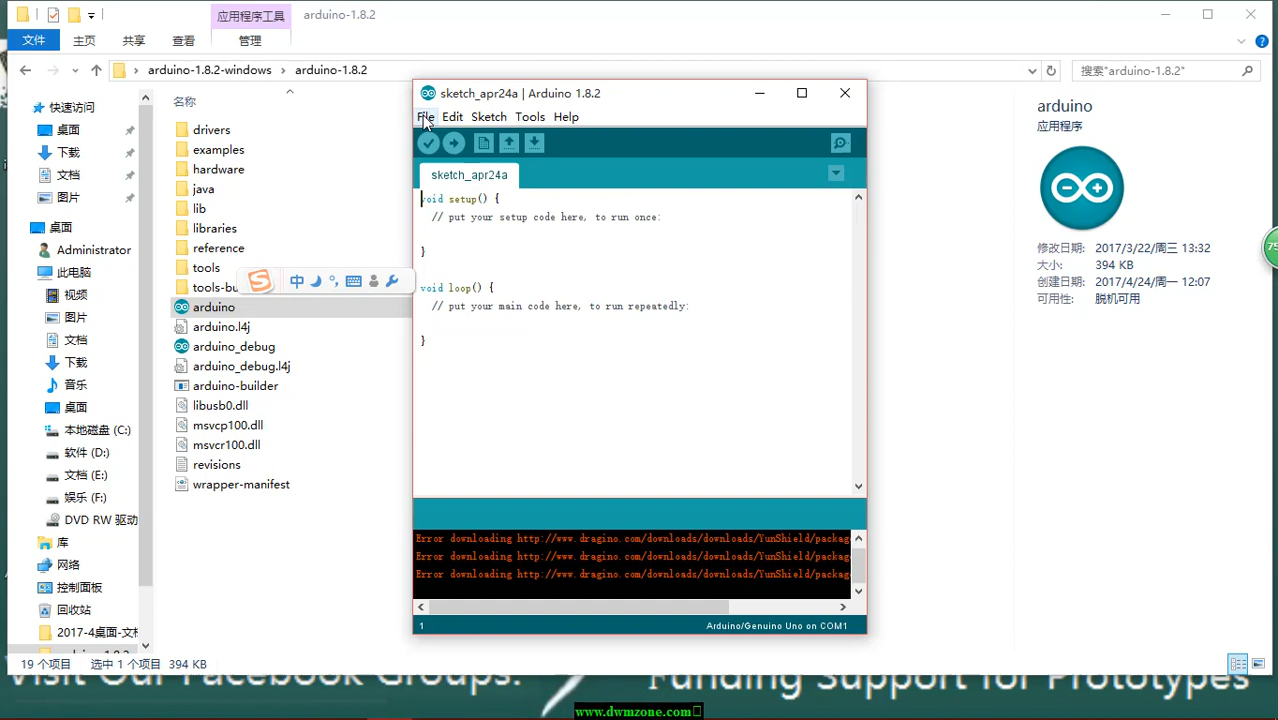 应用程序工具
arduino-1.8.2
文件
主页
共享
查看
管理
arduino-1.8.2-windows
arduino-1.8.2
搜索"arduino-1.8.2"
快速访问
桌面
下载
文档
图片
桌面
Administrator
此电脑
视频
图片
文档
下载
音乐
桌面
本地磁盘 (C:)
软件 (D:)
文档 (E:)
娱乐 (F:)
DVD RW 驱动
库
网络
控制面板
回收站
2017-4桌面-文
名称
drivers
examples
hardware
java
lib
libraries
reference
tools
tools-bu
arduino
arduino.l4j
arduino_debug
arduino_debug.l4j
arduino-builder
libusb0.dll
msvcp100.dll
msvcr100.dll
revisions
wrapper-manifest
中
sketch_apr24a | Arduino 1.8.2
File Edit Sketch Tools Help
sketch_apr24a
void setup() {
// put your setup code here, to run once:
}
void loop() {
// put your main code here, to run repeatedly:
}
Error downloading http://www.dragino.com/downloads/downloads/YunShield/package
Error downloading http://www.dragino.com/downloads/downloads/YunShield/package
Error downloading http://www.dragino.com/downloads/downloads/YunShield/package
1
Arduino/Genuino Uno on COM1
arduino
应用程序
修改日期: 2017/3/22/周三 13:32
大小: 394 KB
创建日期: 2017/4/24/周一 12:07
可用性: 脱机可用
75
19 个项目 选中 1 个项目 394 KB
Visit Our Facebook Groups:
Funding Support for Prototypes
www.dwmzone.com